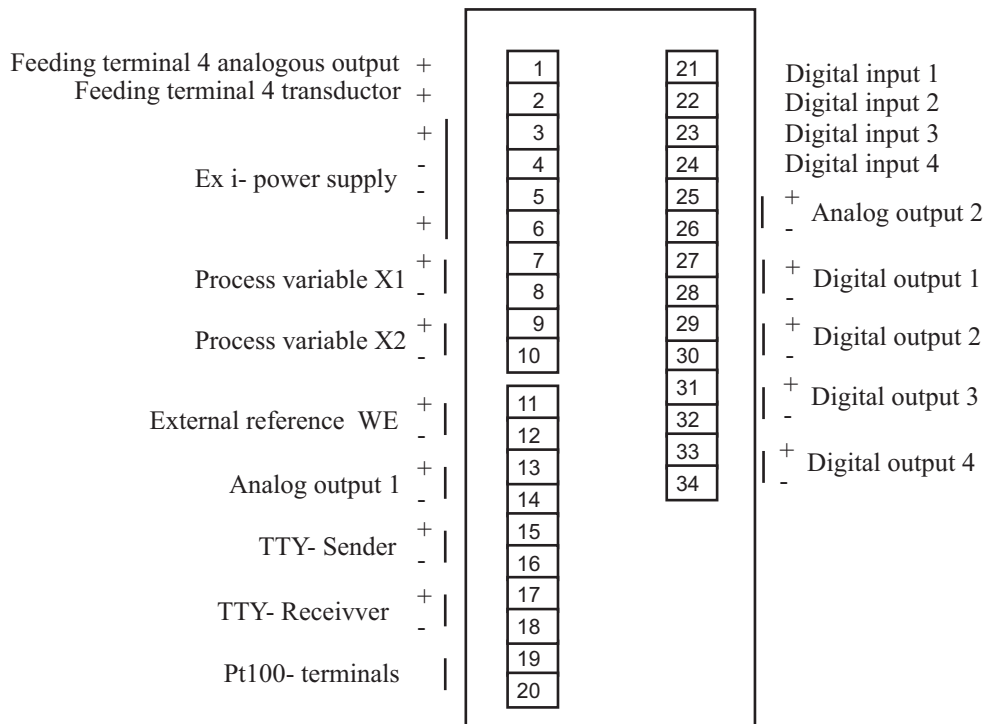 Feeding terminal 4 analogous output + 1
Feeding terminal 4 transductor + 2
+ 3
- 4
Ex i- power supply
- 5
+ 6
+ 7
Process variable X1
- 8
+ 9
Process variable X2
- 10
+ 11
External reference WE
- 12
+ 13
Analog output 1
- 14
+ 15
TTY- Sender
- 16
+ 17
TTY- Receivver
- 18
19
Pt100- terminals
20
21 Digital input 1
22 Digital input 2
23 Digital input 3
24 Digital input 4
25 +
Analog output 2
26 -
27 +
Digital output 1
28 -
29 +
Digital output 2
30 -
31 +
Digital output 3
32 -
33 +
Digital output 4
34 -